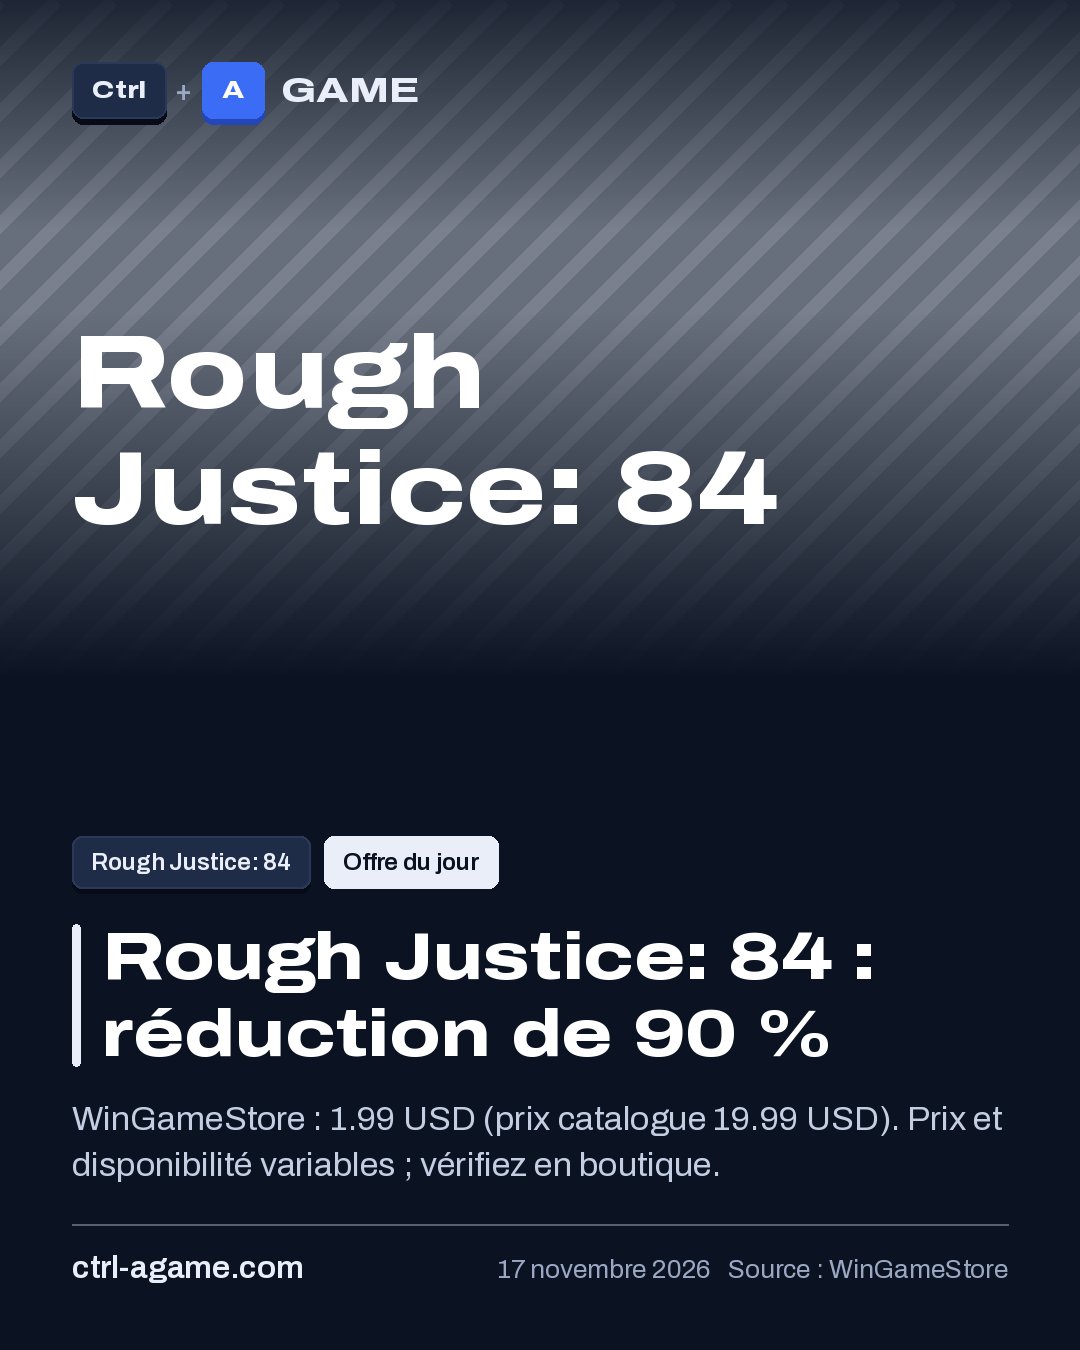 Ctrl + A GAME
Rough
Justice: 84
Rough Justice: 84 Offre du jour
Rough Justice: 84 :
réduction de 90 %
WinGameStore : 1.99 USD (prix catalogue 19.99 USD). Prix et
disponibilité variables ; vérifiez en boutique.
ctrl-agame.com 17 novembre 2026 Source : WinGameStore